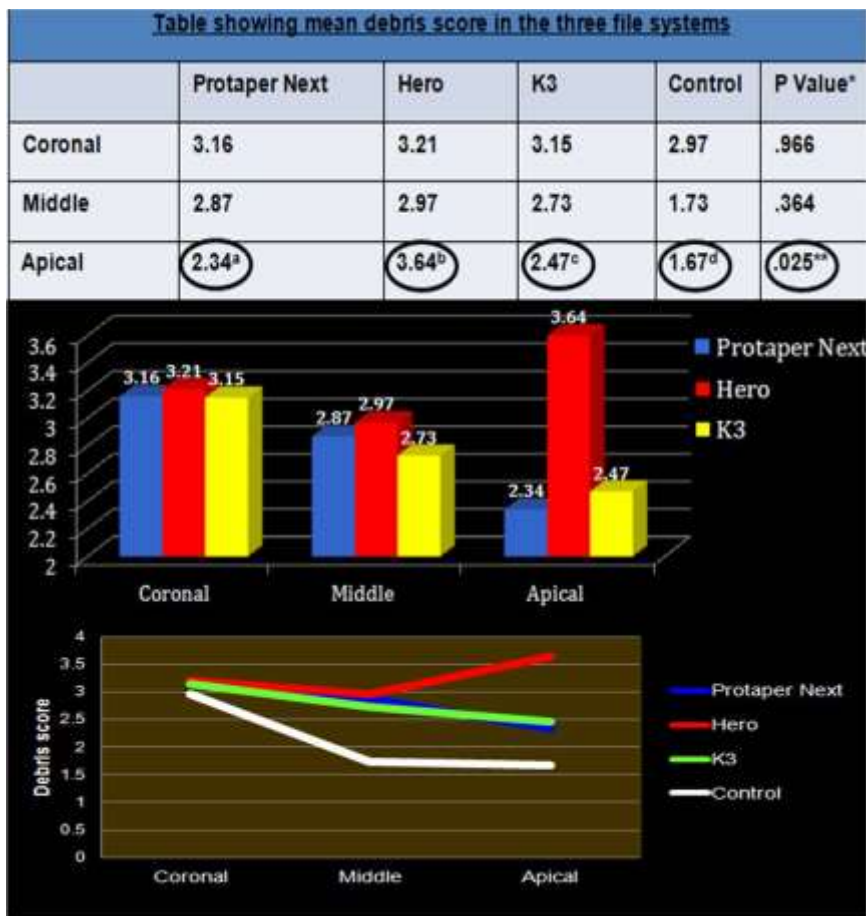 Table showing mean debris score in the three file systems
Protaper Next Hero K3 Control P Value*
Coronal 3.16 3.21 3.15 2.97 .966
Middle 2.87 2.97 2.73 1.73 .364
Apical 2.34ᵃ 3.64ᵇ 2.47ᶜ 1.67ᵈ .025**
3.6
3.4
3.2
3
2.8
2.6
2.4
2.2
2
3.16 3.21 3.15
2.87 2.97 2.73
2.34 3.64 2.47
Coronal Middle Apical
Protaper Next
Hero
K3
Debris score
4
3.5
3
2.5
2
1.5
1
0.5
0
Coronal Middle Apical
Protaper Next
Hero
K3
Control